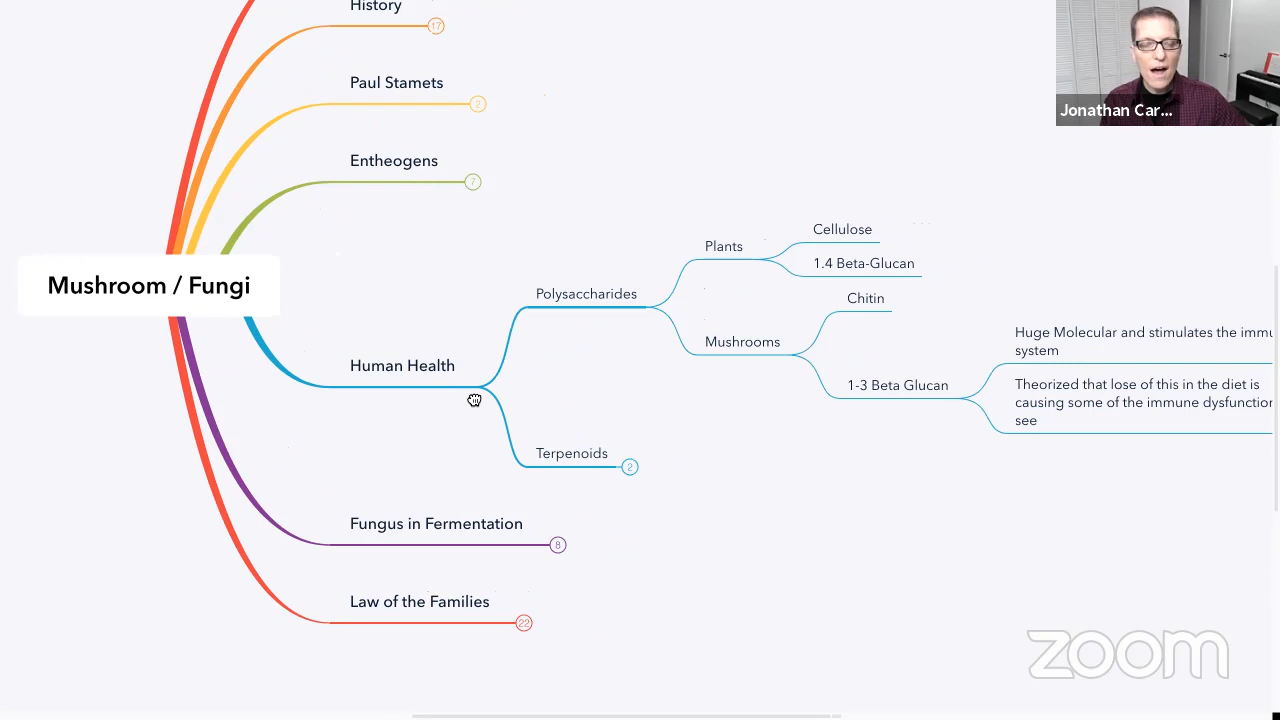 History
17
Jonathan Car...
Paul Stamets
2
Entheogens
7
Mushroom / Fungi
Human Health
Polysaccharides
Plants
Cellulose
1.4 Beta-Glucan
Mushrooms
Chitin
1-3 Beta Glucan
Huge Molecular and stimulates the immu
system
Theorized that lose of this in the diet is
causing some of the immune dysfunction
see
Terpenoids
2
Fungus in Fermentation
8
Law of the Families
22
zoom